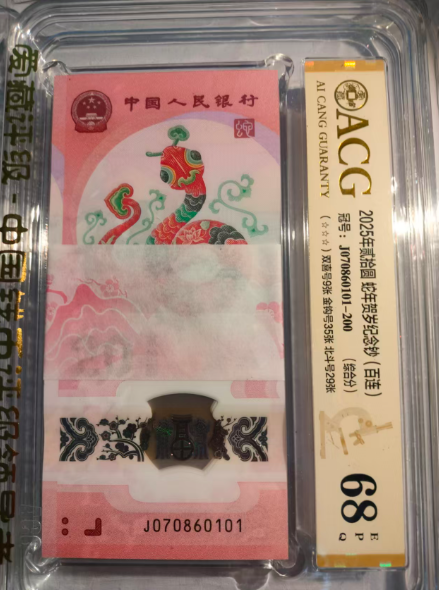 中国人民银行
J070860101
ACG
AI CANG GUARANTY
2025年贰拾圆 蛇年贺岁纪念钞（百连）
冠号：J070860101-200 （综合分）
（☆☆☆）双喜号9张 金钩号35张 北斗号29张
68 EPQ